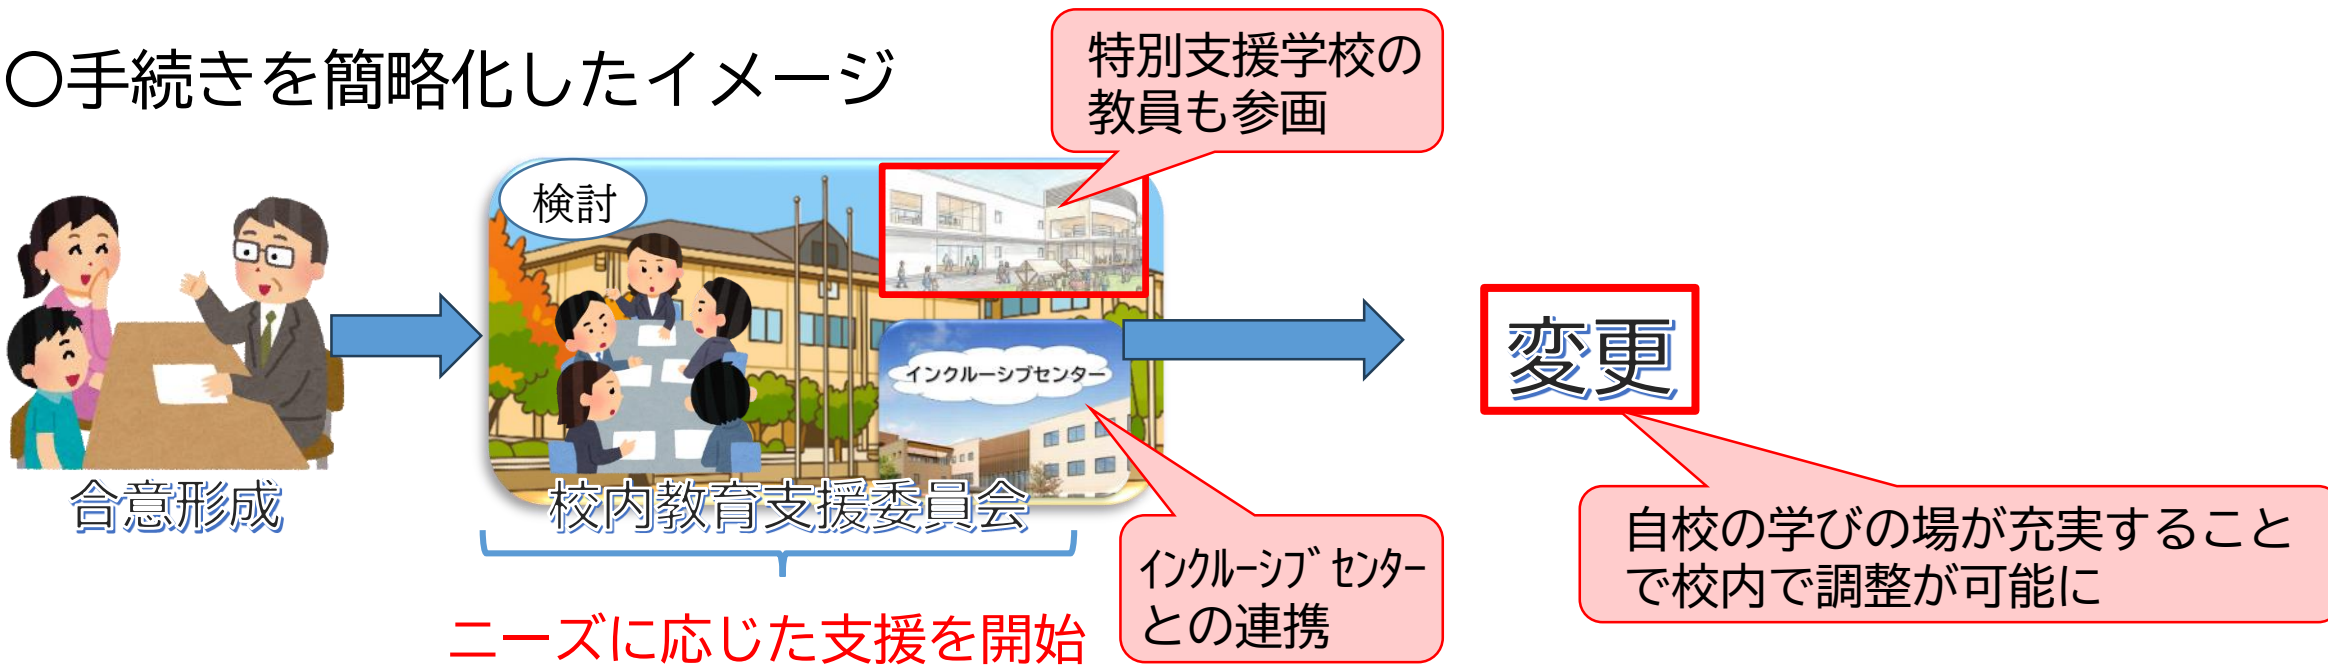 〇手続きを簡略化したイメージ
特別支援学校の
教員も参画
検討
インクルーシブセンター
変更
合意形成
校内教育支援委員会
ｲﾝｸﾙｰｼﾌﾞｾﾝﾀｰ
との連携
自校の学びの場が充実すること
で校内で調整が可能に
ニーズに応じた支援を開始